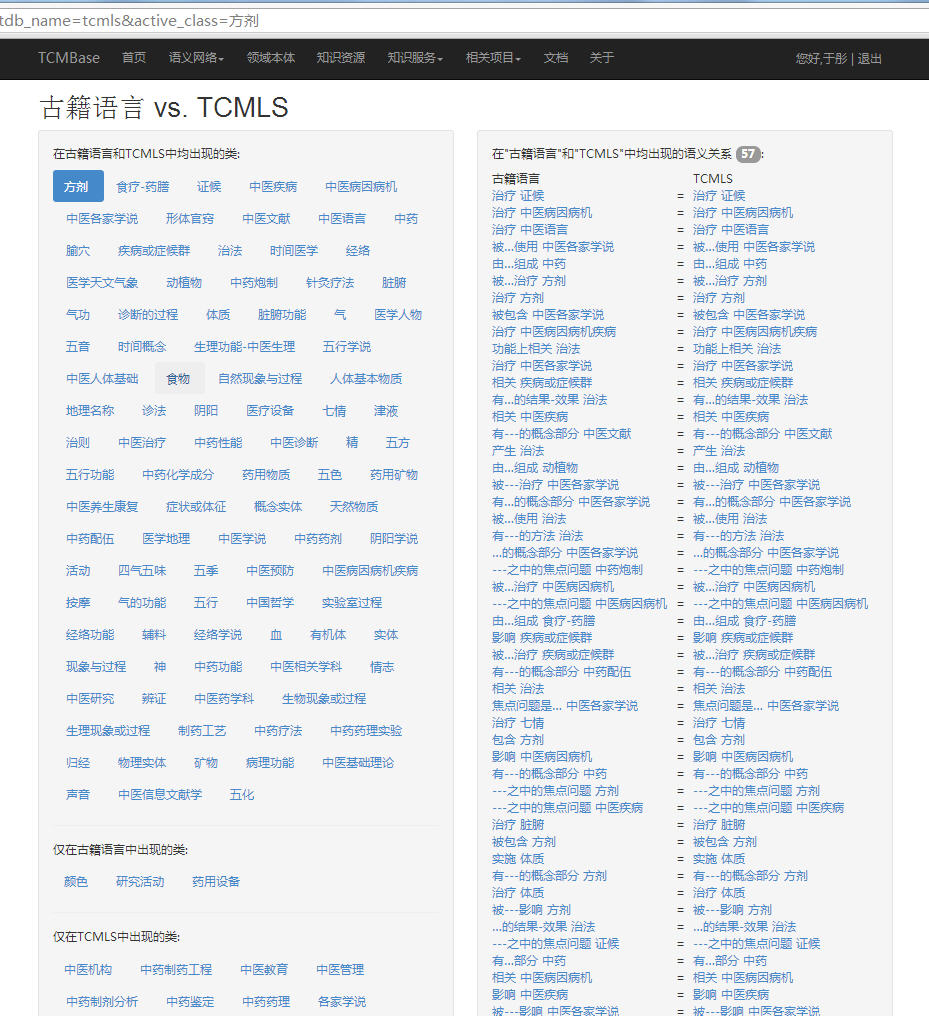 tdb_name=tcmls&active_class=方剂
TCMBase 首页 语义网络 领域本体 知识资源 知识服务 相关项目 文档 关于 您好,于彤 | 退出
古籍语言 vs. TCMLS
在古籍语言和TCMLS中均出现的类:
方剂 食疗-药膳 证候 中医疾病 中医病因病机
中医各家学说 形体官窍 中医文献 中医语言 中药
腧穴 疾病或症候群 治法 时间医学 经络
医学天文气象 动植物 中药炮制 针灸疗法 脏腑
气功 诊断的过程 体质 脏腑功能 气 医学人物
五音 时间概念 生理功能-中医生理 五行学说
中医人体基础 食物 自然现象与过程 人体基本物质
地理名称 诊法 阴阳 医疗设备 七情 津液
治则 中医治疗 中药性能 中医诊断 精 五方
五行功能 中药化学成分 药用物质 五色 药用矿物
中医养生康复 症状或体征 概念实体 天然物质
中药配伍 医学地理 中医学说 中药药剂 阴阳学说
活动 四气五味 五季 中医预防 中医病因病机疾病
按摩 气的功能 五行 中国哲学 实验室过程
经络功能 辅料 经络学说 血 有机体 实体
现象与过程 神 中药功能 中医相关学科 情志
中医研究 辨证 中医药学科 生物现象或过程
生理现象或过程 制药工艺 中药疗法 中药药理实验
归经 物理实体 矿物 病理功能 中医基础理论
声音 中医信息文献学 五化
仅在古籍语言中出现的类:
颜色 研究活动 药用设备
仅在TCMLS中出现的类:
中医机构 中药制药工程 中医教育 中医管理
中药制剂分析 中药鉴定 中药药理 各家学说
在"古籍语言"和"TCMLS"中均出现的语义关系 57:
古籍语言 TCMLS
治疗 证候 = 治疗 证候
治疗 中医病因病机 = 治疗 中医病因病机
治疗 中医语言 = 治疗 中医语言
被...使用 中医各家学说 = 被...使用 中医各家学说
由...组成 中药 = 由...组成 中药
被...治疗 方剂 = 被...治疗 方剂
治疗 方剂 = 治疗 方剂
被包含 中医各家学说 = 被包含 中医各家学说
治疗 中医病因病机疾病 = 治疗 中医病因病机疾病
功能上相关 治法 = 功能上相关 治法
治疗 中医各家学说 = 治疗 中医各家学说
相关 疾病或症候群 = 相关 疾病或症候群
有...的结果-效果 治法 = 有...的结果-效果 治法
相关 中医疾病 = 相关 中医疾病
有---的概念部分 中医文献 = 有---的概念部分 中医文献
产生 治法 = 产生 治法
由...组成 动植物 = 由...组成 动植物
被---治疗 中医各家学说 = 被---治疗 中医各家学说
有...的概念部分 中医各家学说 = 有...的概念部分 中医各家学说
被...使用 治法 = 被...使用 治法
有---的方法 治法 = 有---的方法 治法
...的概念部分 中医各家学说 = ...的概念部分 中医各家学说
---之中的焦点问题 中药炮制 = ---之中的焦点问题 中药炮制
被...治疗 中医病因病机 = 被...治疗 中医病因病机
---之中的焦点问题 中医病因病机 = ---之中的焦点问题 中医病因病机
由...组成 食疗-药膳 = 由...组成 食疗-药膳
影响 疾病或症候群 = 影响 疾病或症候群
被...治疗 疾病或症候群 = 被...治疗 疾病或症候群
有---的概念部分 中药配伍 = 有---的概念部分 中药配伍
相关 治法 = 相关 治法
焦点问题是... 中医各家学说 = 焦点问题是... 中医各家学说
治疗 七情 = 治疗 七情
包含 方剂 = 包含 方剂
影响 中医病因病机 = 影响 中医病因病机
有---的概念部分 中药 = 有---的概念部分 中药
---之中的焦点问题 方剂 = ---之中的焦点问题 方剂
---之中的焦点问题 中医疾病 = ---之中的焦点问题 中医疾病
治疗 脏腑 = 治疗 脏腑
被包含 方剂 = 被包含 方剂
实施 体质 = 实施 体质
有---的概念部分 方剂 = 有---的概念部分 方剂
治疗 体质 = 治疗 体质
被---影响 方剂 = 被---影响 方剂
...的结果-效果 治法 = ...的结果-效果 治法
---之中的焦点问题 证候 = ---之中的焦点问题 证候
有...部分 中药 = 有...部分 中药
相关 中医病因病机 = 相关 中医病因病机
影响 中医疾病 = 影响 中医疾病
被---影响 中医各家学说 = 被---影响 中医各家学说